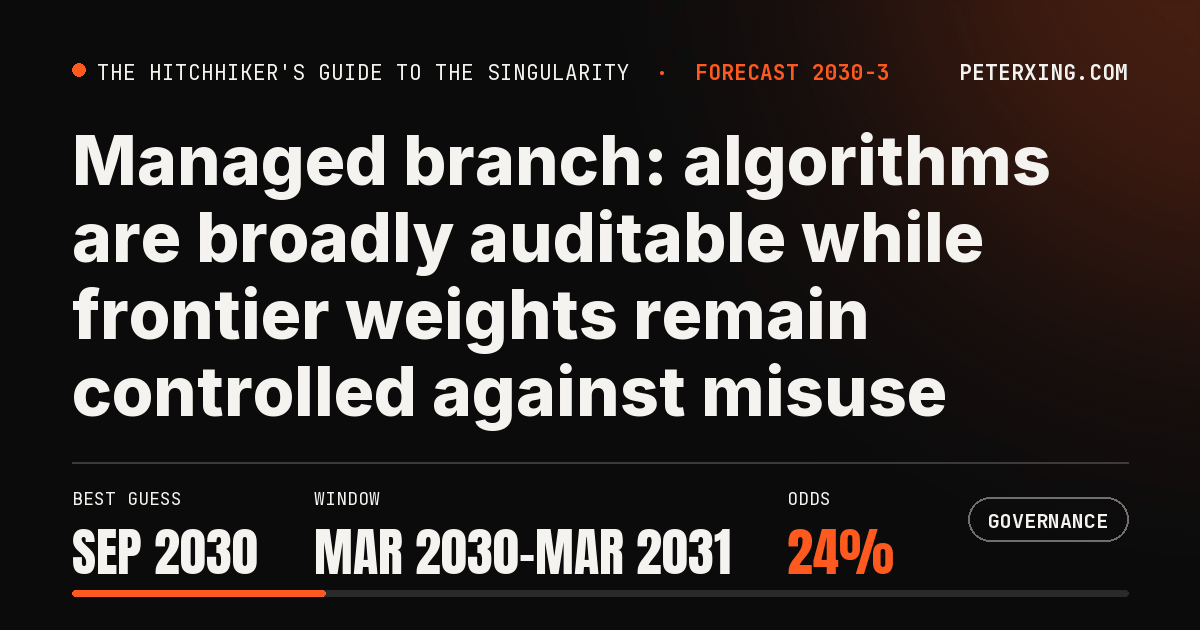 THE HITCHHIKER'S GUIDE TO THE SINGULARITY · FORECAST 2030-3 PETERXING.COM
Managed branch: algorithms
are broadly auditable while
frontier weights remain
controlled against misuse
BEST GUESS WINDOW ODDS
GOVERNANCE
SEP 2030 MAR 2030-MAR 2031 24%